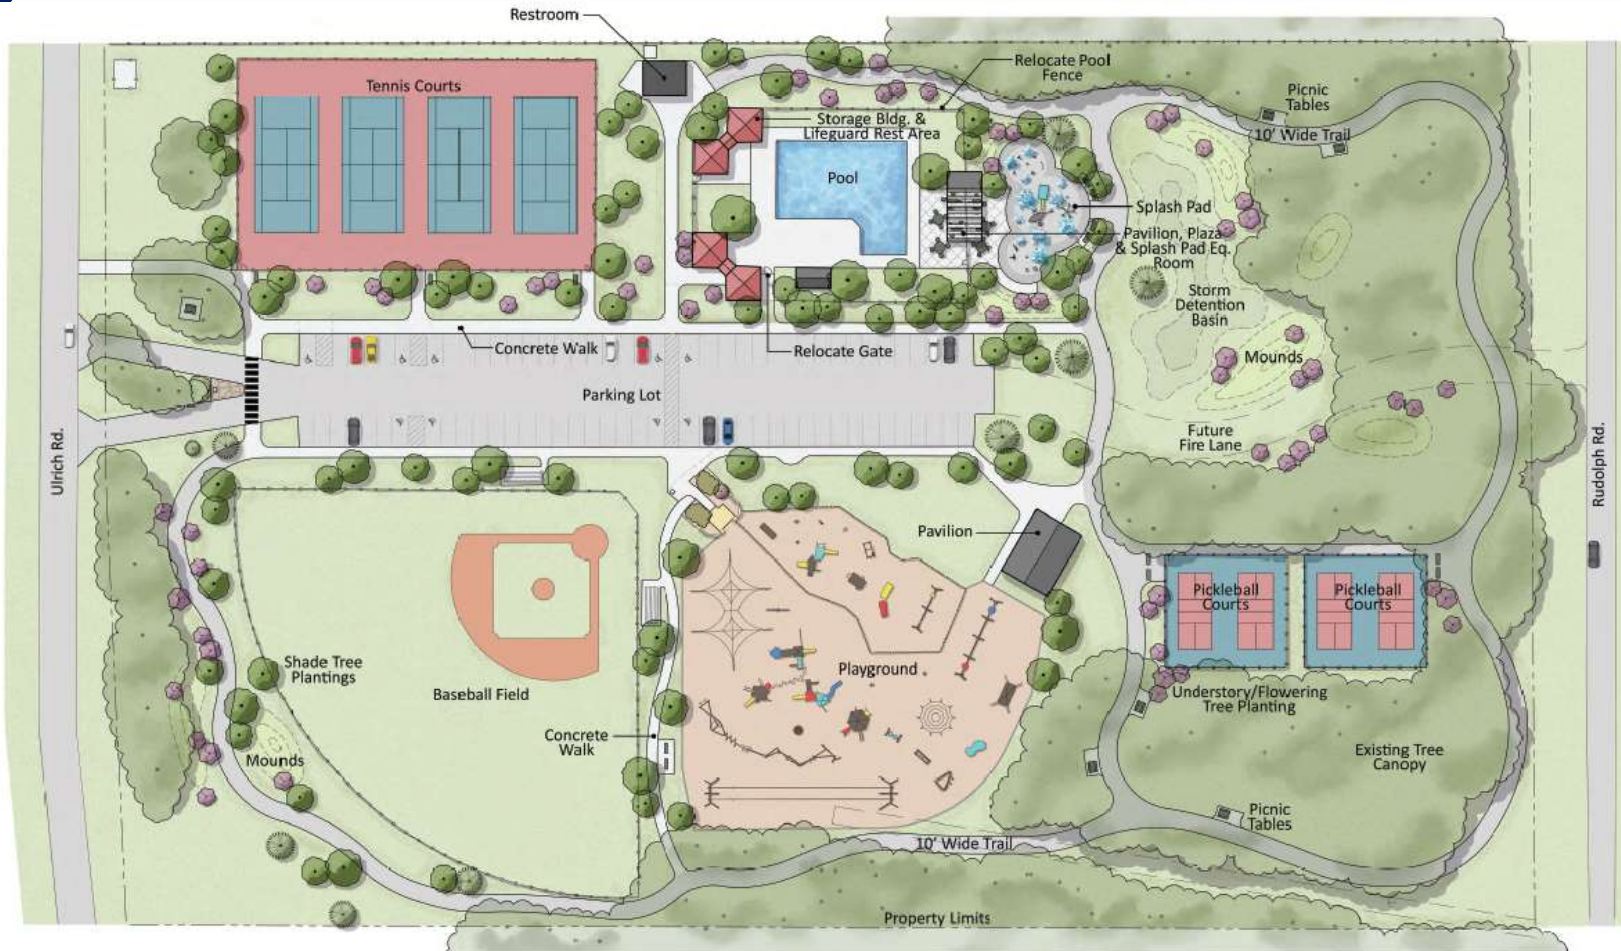 Restroom
Tennis Courts
Relocate Pool
Fence
Picnic
Tables
10' Wide Trail
Storage Bldg. &
Lifeguard Rest Area
Pool
Splash Pad
Pavilion, Plaza
& Splash Pad Eq.
Room
Storm
Detention
Basin
Concrete Walk
Relocate Gate
Mounds
Parking Lot
Ulrich Rd.
Future
Fire Lane
Rudolph Rd.
Pavilion
Pickleball
Courts
Pickleball
Courts
Shade Tree
Plantings
Baseball Field
Playground
Understory/Flowering
Tree Planting
Concrete
Walk
Mounds
Existing Tree
Canopy
Picnic
Tables
10' Wide Trail
Property Limits